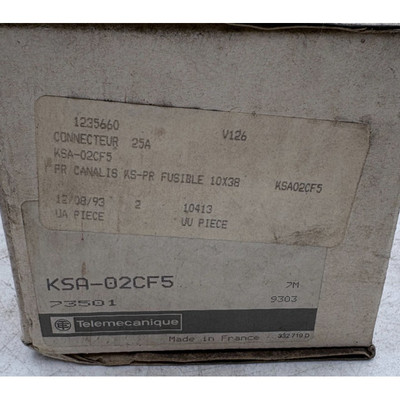 1235660 V126
CONNECTEUR 25A
KSA-02CF5
PR CANALIS KS-PR FUSIBLE 10X38 KSA02CF5
12/08/93 2 10413
UA PIECE UV PIECE
KSA-02CF5 7M
73501 9303
Telemecanique
Made in France